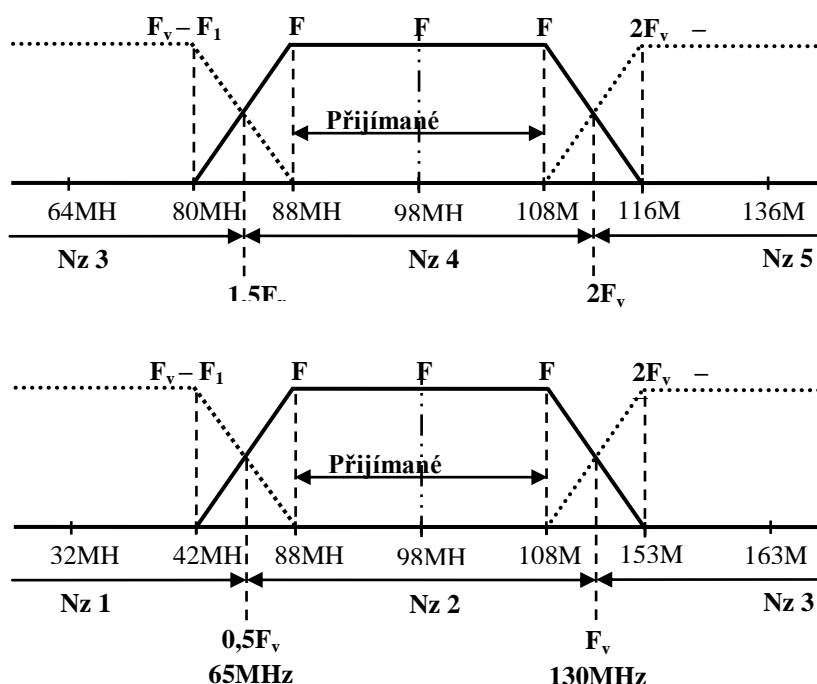 Fv – F1 F F F 2Fv –
Přijímané
64MH 80MH 88MH 98MH 108M 116M 136M
Nz 3 Nz 4 Nz 5
1,5Fv 2Fv
Fv – F1 F F F 2Fv –
Přijímané
32MH 42MH 88MH 98MH 108M 153M 163M
Nz 1 Nz 2 Nz 3
0,5Fv Fv
65MHz 130MHz